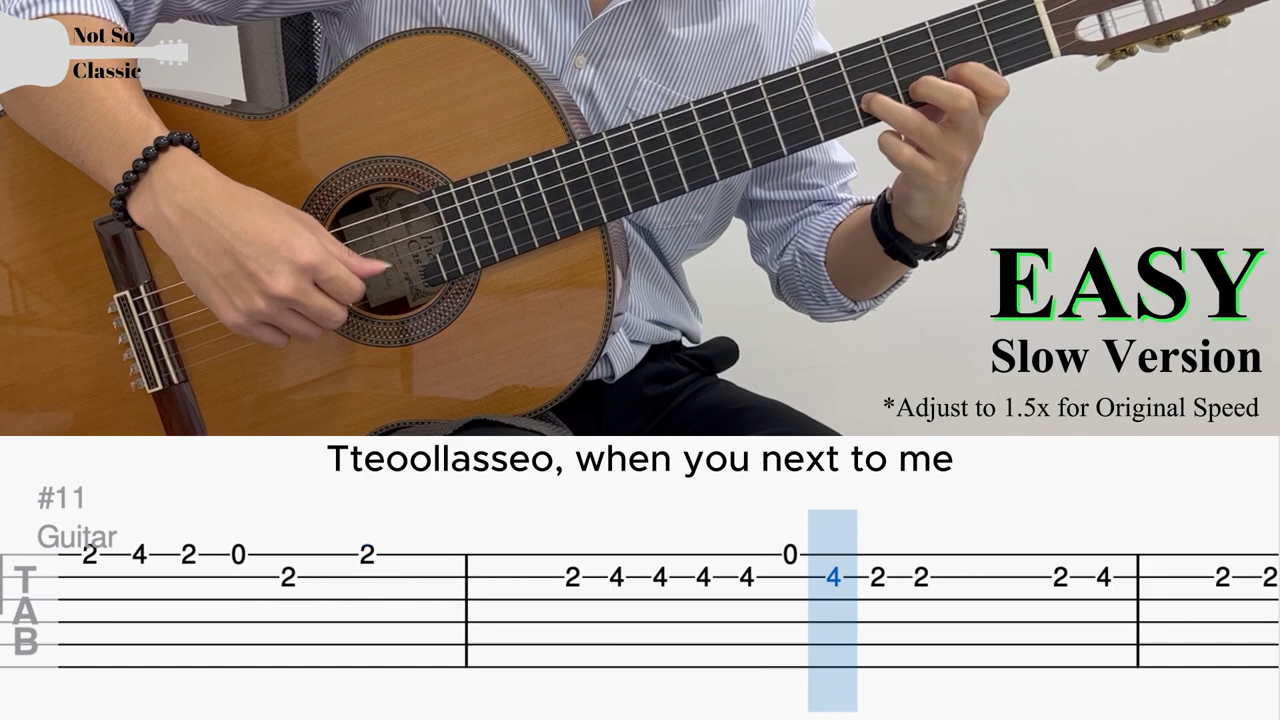 Not So
Classic
EASY
Slow Version
*Adjust to 1.5x for Original Speed
Tteoollasseo, when you next to me
#11
Guitar
2 4 2 0 2 2 2 4 4 4 4 0 4 2 2 2 4 2 2
T
A
B